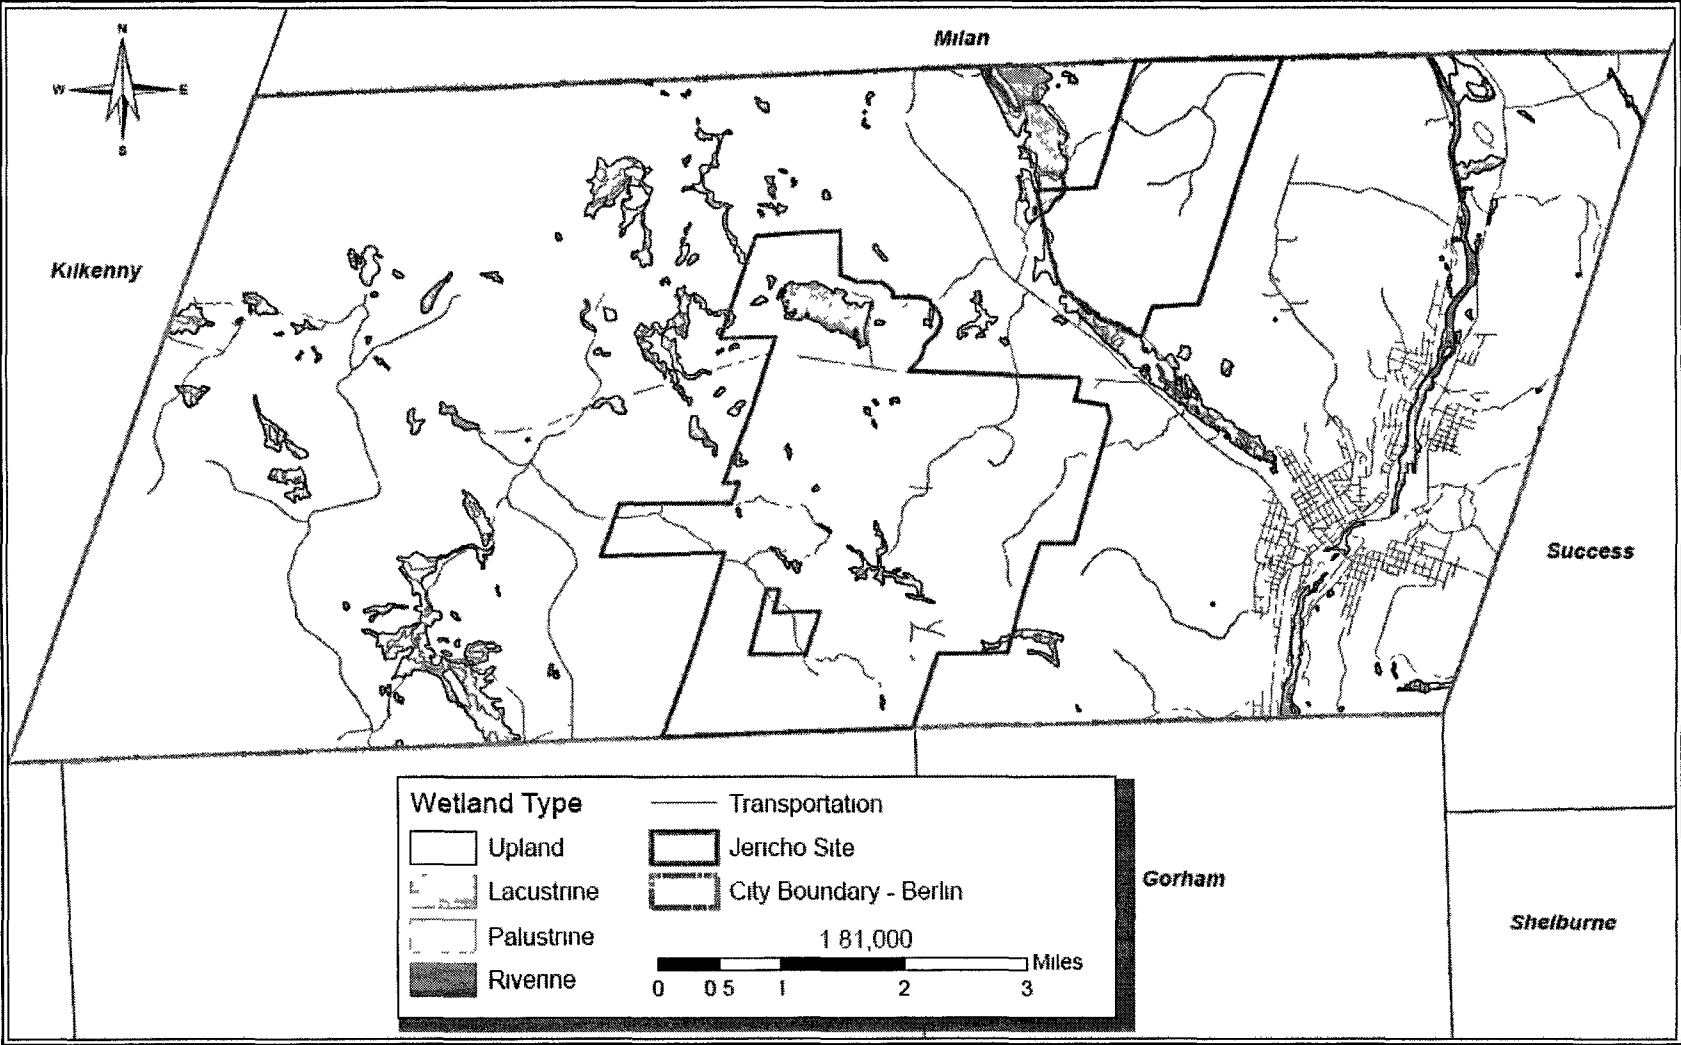 N
Milan
W
E
S
Kilkenny
Success
Wetland Type
Transportation
Upland
Jericho Site
Lacustrine
City Boundary - Berlin
Gorham
Palustrine
1 81,000
Shelburne
Riverine
Miles
0
0 5
1
2
3